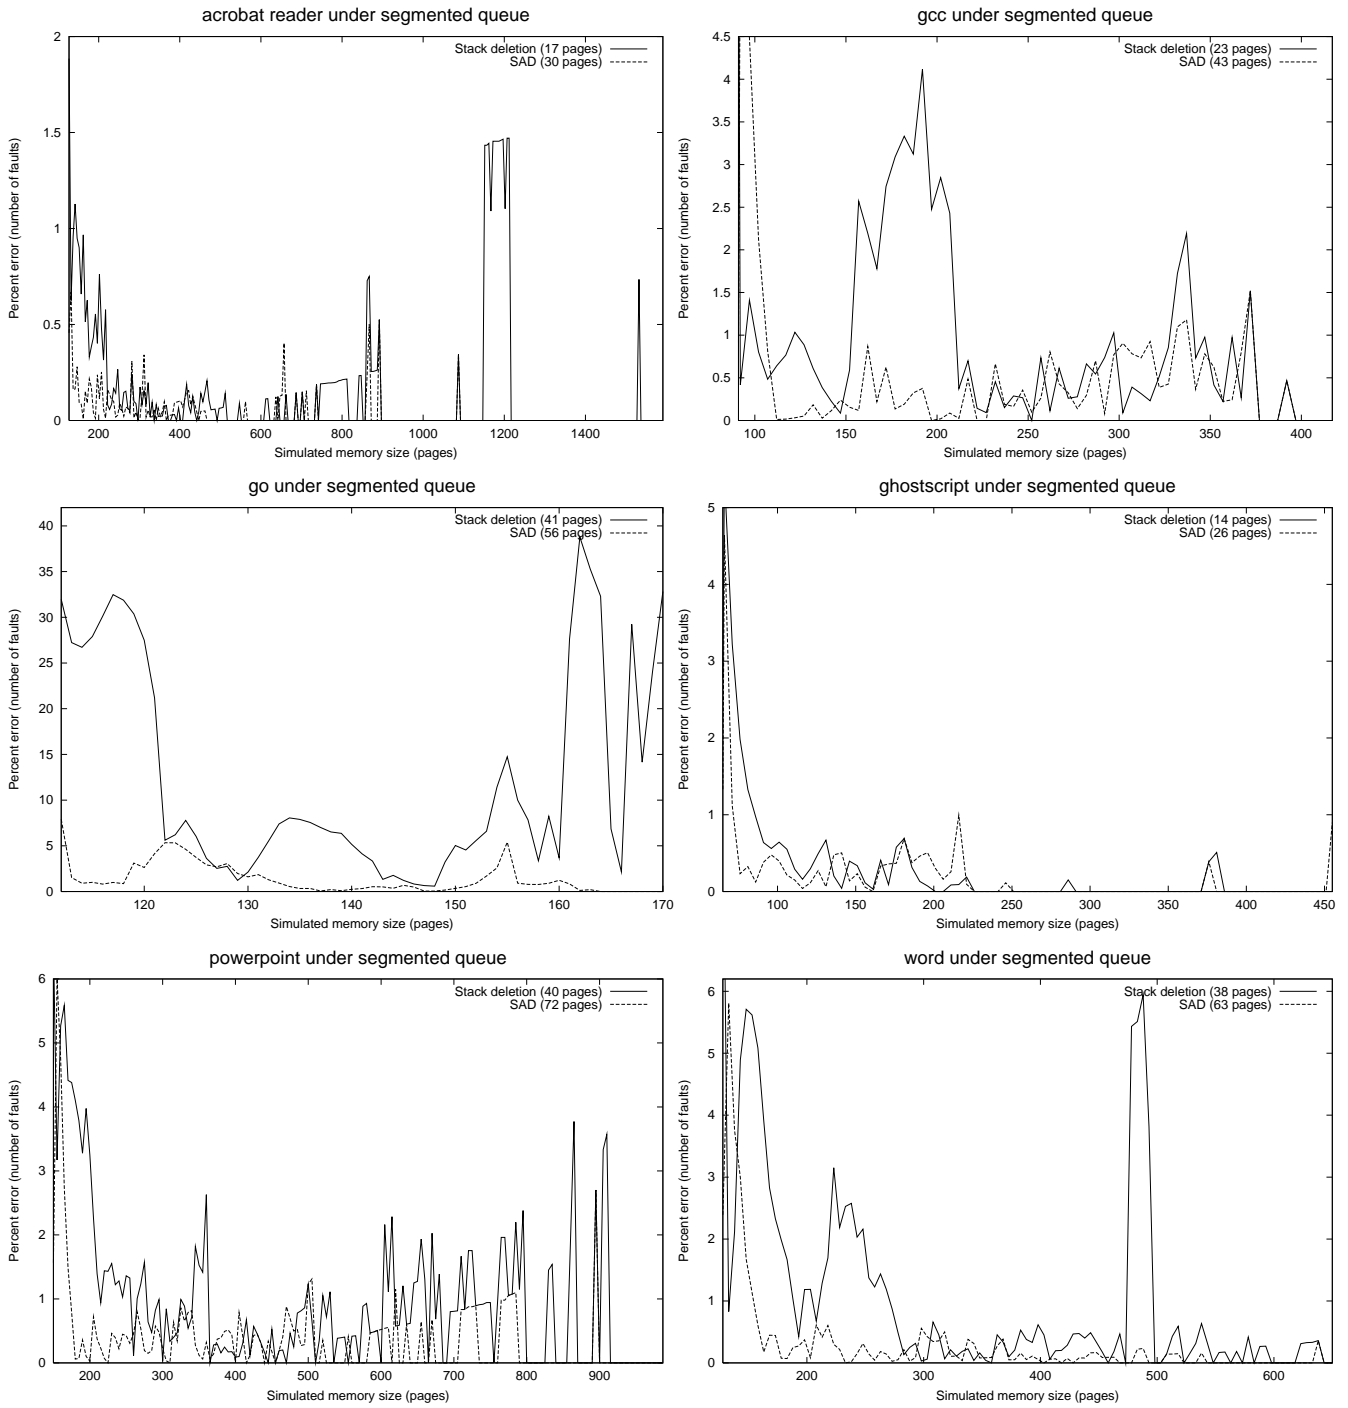 acrobat reader under segmented queue
2
1.5
1
0.5
0
200 400 600 800 1000 1200 1400
Percent error (number of faults)
Simulated memory size (pages)
Stack deletion (17 pages)
SAD (30 pages)
gcc under segmented queue
4.5
4
3.5
3
2.5
2
1.5
1
0.5
0
100 150 200 250 300 350 400
Percent error (number of faults)
Simulated memory size (pages)
Stack deletion (23 pages)
SAD (43 pages)
go under segmented queue
40
35
30
25
20
15
10
5
0
120 130 140 150 160 170
Percent error (number of faults)
Simulated memory size (pages)
Stack deletion (41 pages)
SAD (56 pages)
ghostscript under segmented queue
5
4
3
2
1
0
100 150 200 250 300 350 400 450
Percent error (number of faults)
Simulated memory size (pages)
Stack deletion (14 pages)
SAD (26 pages)
powerpoint under segmented queue
6
5
4
3
2
1
0
200 300 400 500 600 700 800 900
Percent error (number of faults)
Simulated memory size (pages)
Stack deletion (40 pages)
SAD (72 pages)
word under segmented queue
6
5
4
3
2
1
0
200 300 400 500 600
Percent error (number of faults)
Simulated memory size (pages)
Stack deletion (38 pages)
SAD (63 pages)